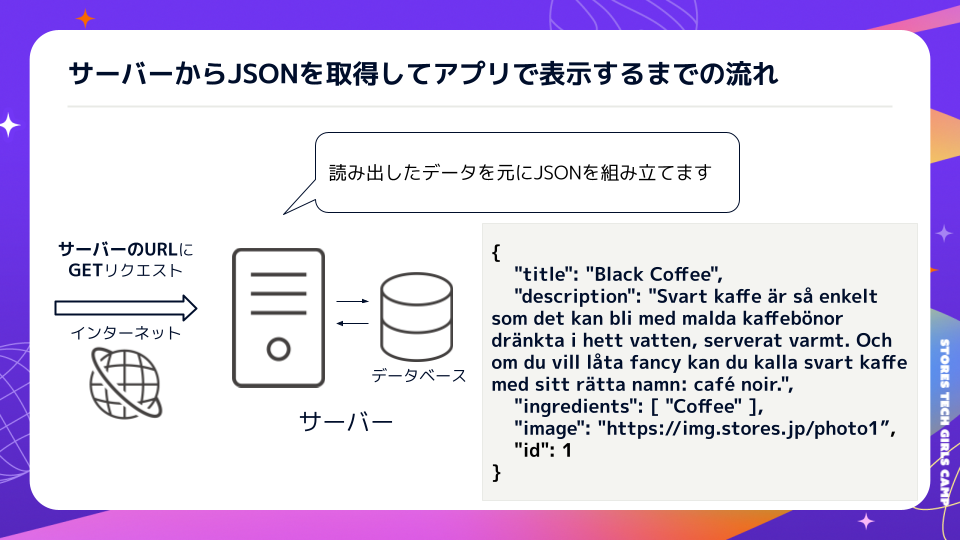 サーバーからJSONを取得してアプリで表示するまでの流れ
読み出したデータを元にJSONを組み立てます
サーバーのURLに
GETリクエスト
インターネット
データベース
サーバー
{
"title": "Black Coffee",
"description": "Svart kaffe är så enkelt
som det kan bli med malda kaffebönor
dränkta i hett vatten, serverat varmt. Och
om du vill låta fancy kan du kalla svart kaffe
med sitt rätta namn: café noir.",
"ingredients": [ "Coffee" ],
"image": "https://img.stores.jp/photo1”,
"id": 1
}
STORES TECH GIRLS CAMP